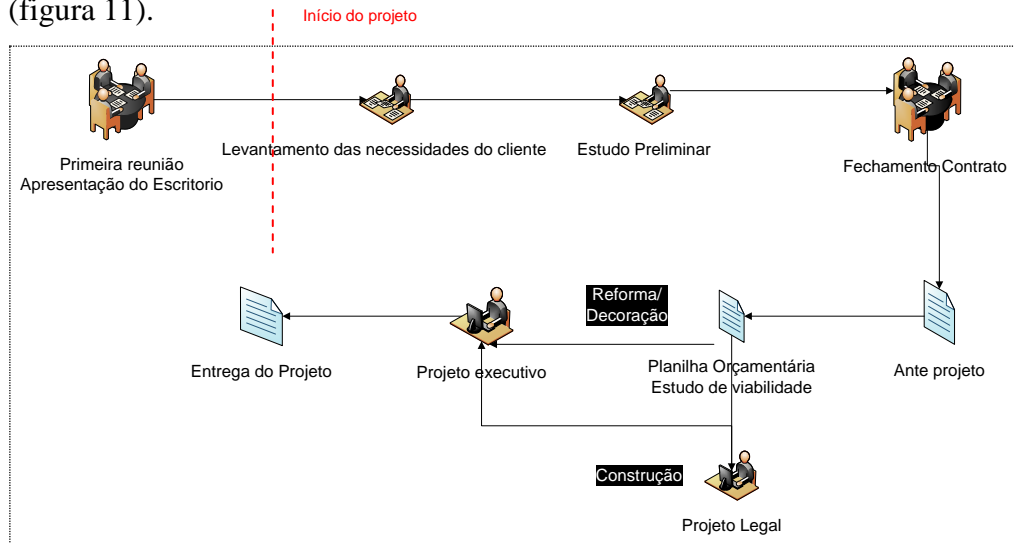 (figura 11).
Início do projeto
Primeira reunião
Apresentação do Escritorio
Levantamento das necessidades do cliente
Estudo Preliminar
Fechamento Contrato
Reforma/
Decoração
Entrega do Projeto
Projeto executivo
Planilha Orçamentária
Estudo de viabilidade
Ante projeto
Construção
Projeto Legal